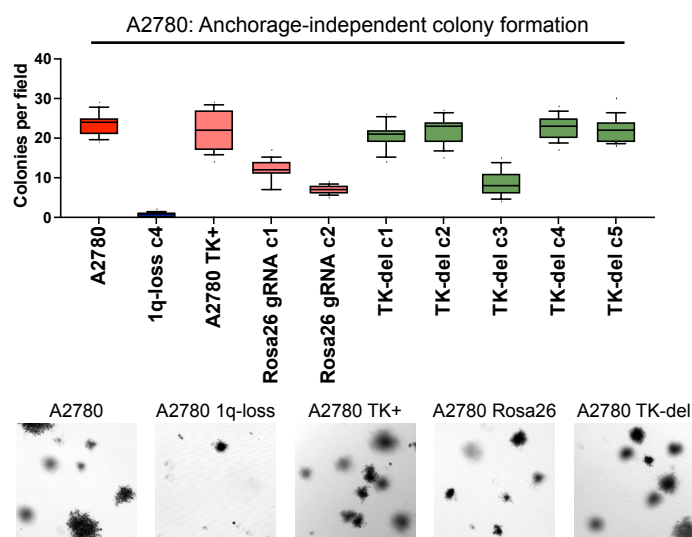 A2780: Anchorage-independent colony formation
Colonies per field
40
30
20
10
0
A2780
1q-loss c4
A2780 TK+
Rosa26 gRNA c1
Rosa26 gRNA c2
TK-del c1
TK-del c2
TK-del c3
TK-del c4
TK-del c5
A2780 A2780 1q-loss A2780 TK+ A2780 Rosa26 A2780 TK-del